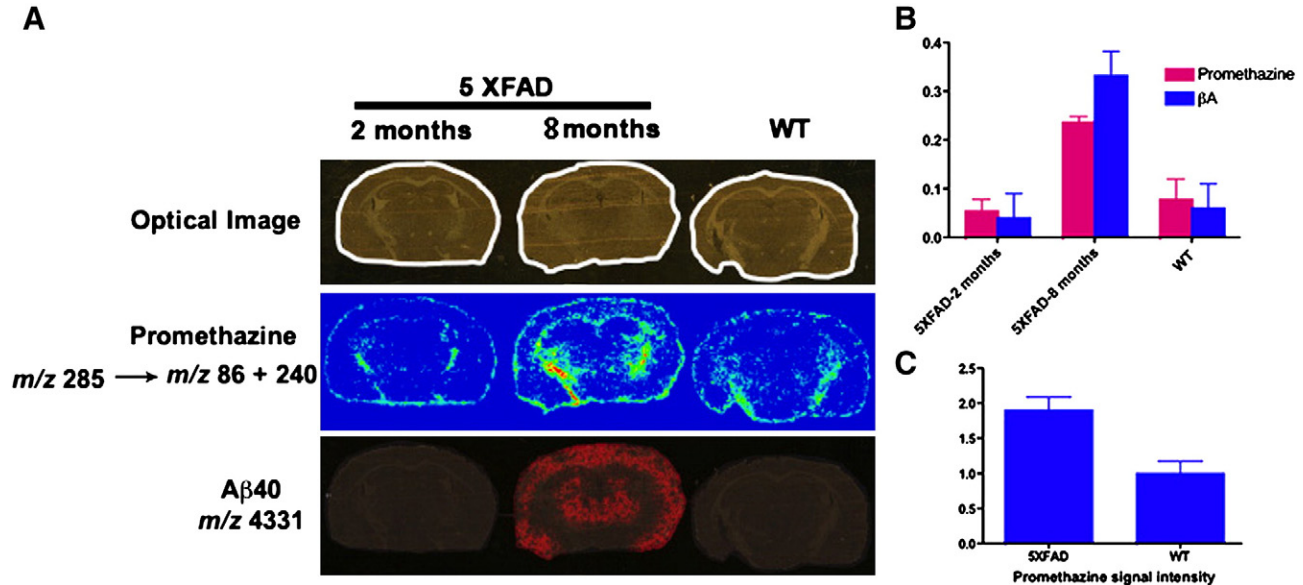 A
5 XFAD
2 months
8 months
WT
Optical Image
Promethazine
m/z 285 → m/z 86 + 240
Aβ40
m/z 4331
B
0.4
0.3
0.2
0.1
0.0
Promethazine
βA
5XFAD-2 months
5XFAD-8 months
WT
C
2.5
2.0
1.5
1.0
0.5
0.0
5XFAD
WT
Promethazine signal intensity